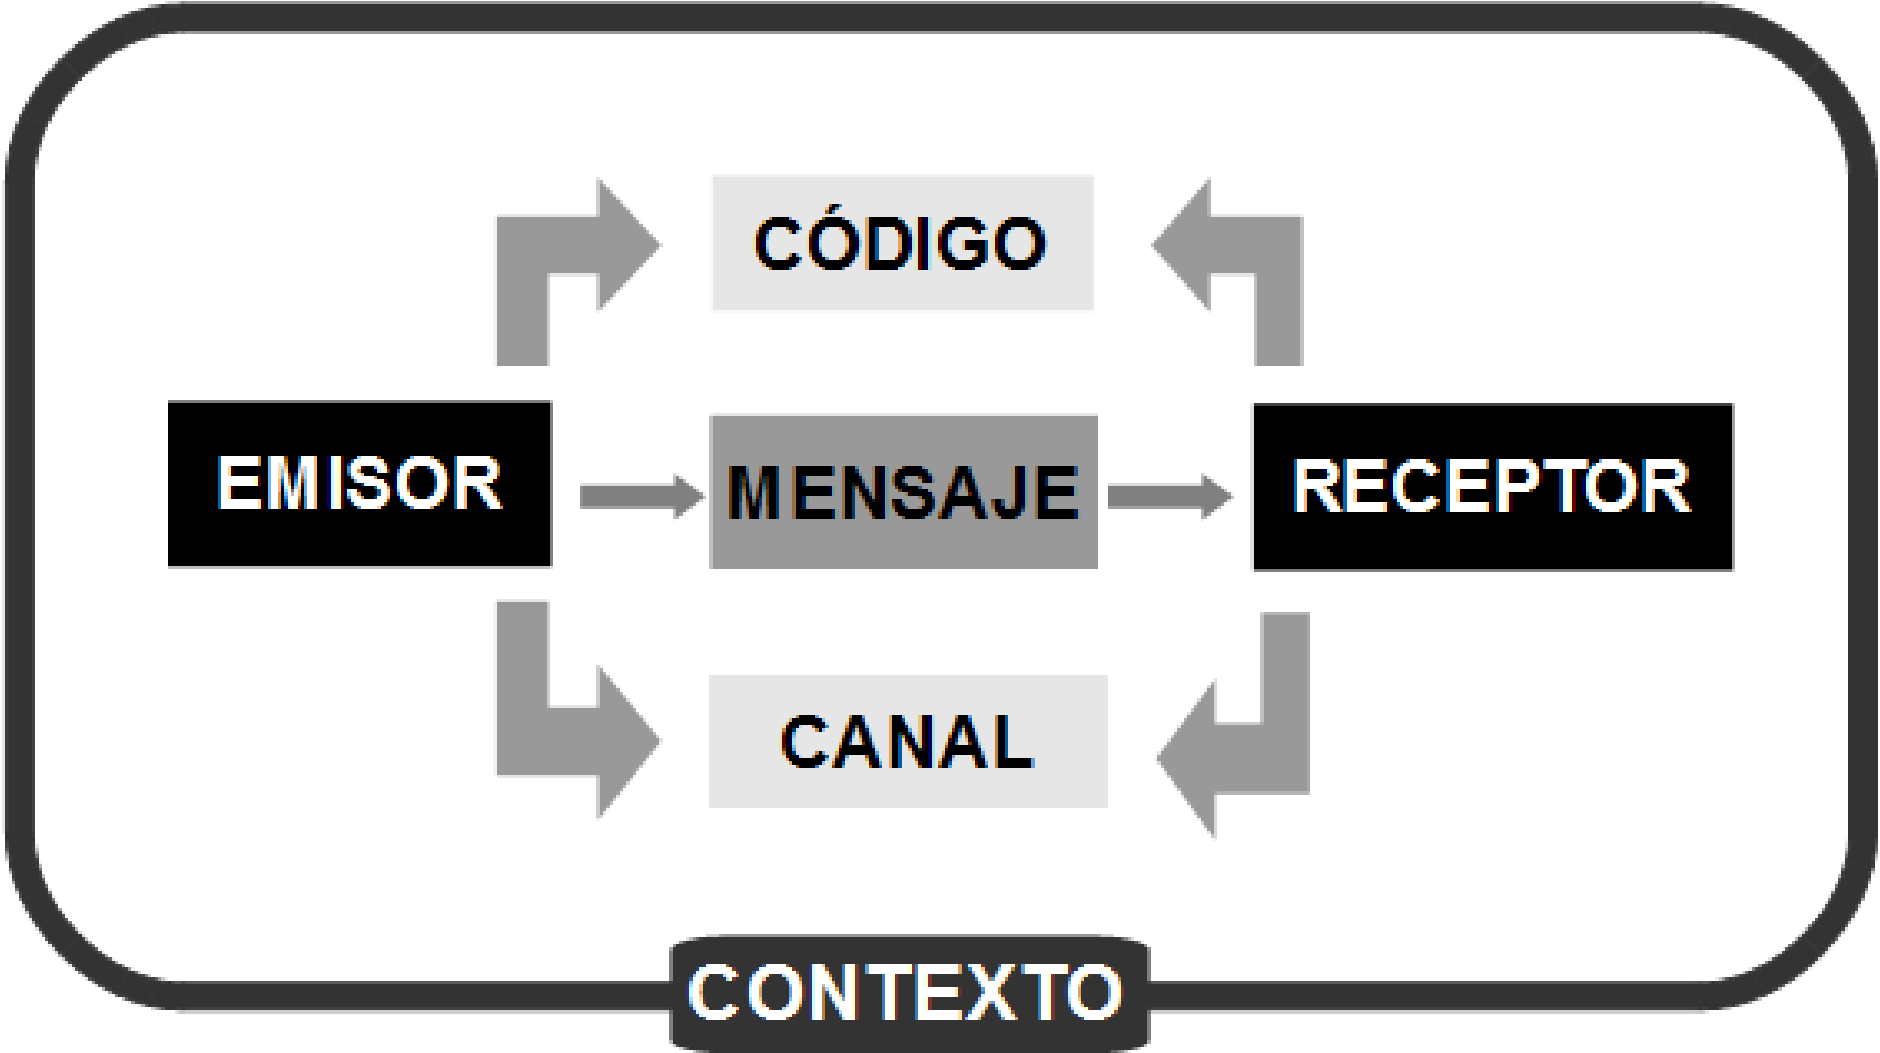 CÓDIGO
EMISOR
MENSAJE
RECEPTOR
CANAL
CONTEXTO